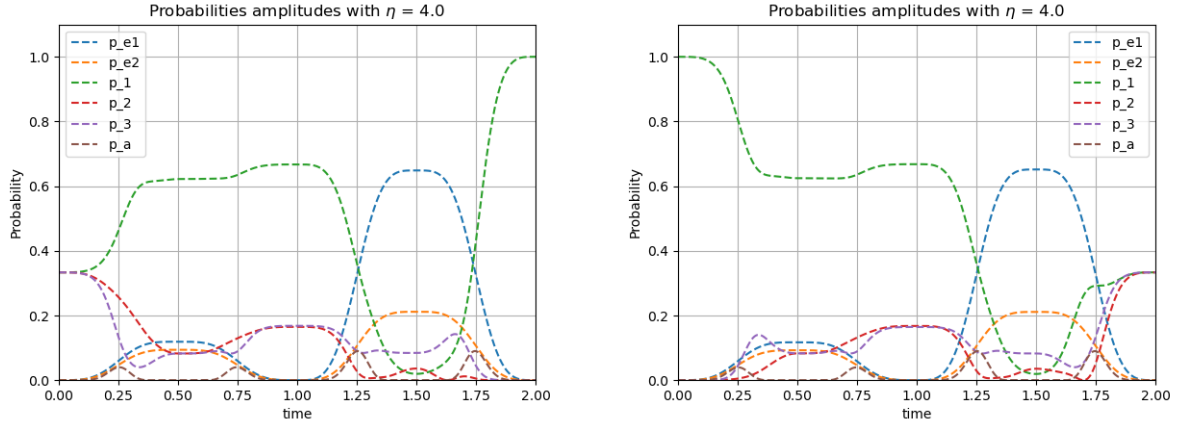 Probabilities amplitudes with η = 4.0
p_e1
p_e2
p_1
p_2
p_3
p_a
Probability
1.0
0.8
0.6
0.4
0.2
0.0
0.00 0.25 0.50 0.75 1.00 1.25 1.50 1.75 2.00
time
Probabilities amplitudes with η = 4.0
p_e1
p_e2
p_1
p_2
p_3
p_a
Probability
1.0
0.8
0.6
0.4
0.2
0.0
0.00 0.25 0.50 0.75 1.00 1.25 1.50 1.75 2.00
time